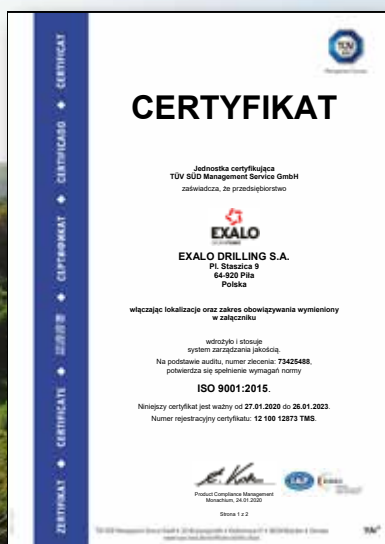 TÜV
CERTYFIKAT
Jednostka certyfikująca
TÜV SÜD Management Service GmbH
zaświadcza, że przedsiębiorstwo
EXALO
EXALO DRILLING S.A.
Pl. Staszica 9
64-920 Piła
Polska
włączając lokalizacje oraz zakres obowiązywania wymieniony
w załączniku
wdrożyło i stosuje
system zarządzania jakością.
Na podstawie auditu, numer zlecenia: 73425488,
potwierdza się spełnienie wymagań normy
ISO 9001:2015.
Niniejszy certyfikat jest ważny od 27.01.2020 do 26.01.2023.
Numer rejestracyjny certyfikatu: 12 100 12873 TMS.
Product Compliance Management
Monachium, 24.01.2020
Strona 1 z 2
ZERTIFIKAT ◆ CERTIFICATE ◆ ◆ СЕРТИФИКАТ ◆ CERTIFICADO ◆ CERTIFICAT